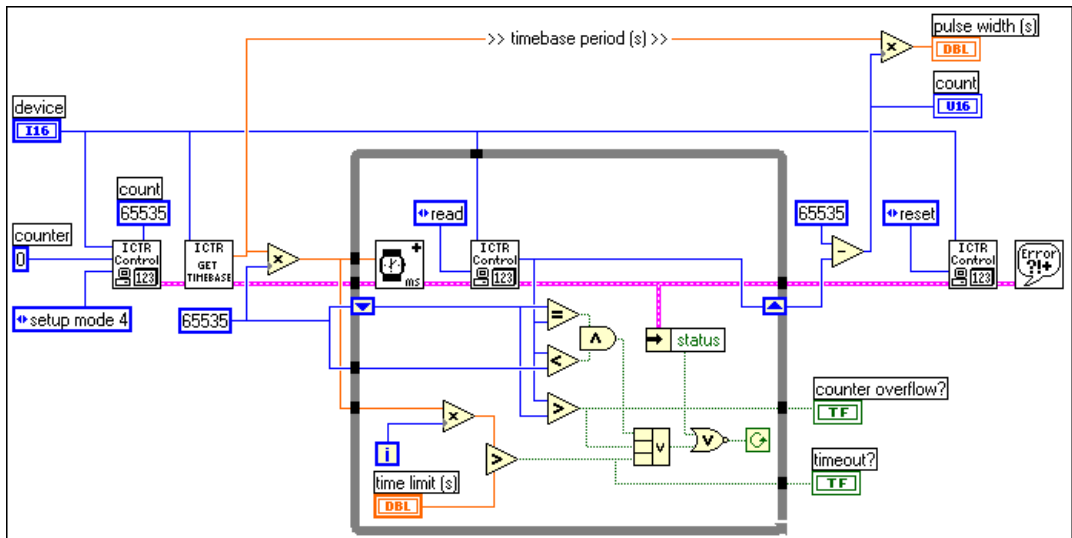 >> timebase period (s) >>
pulse width (s)
×
DBL
count
U16
device
I16
count
65535
counter
0
ICTR
Control
123
ICTR
GET
TIMEBASE
×
setup mode 4
65535
+
ms
read
ICTR
Control
123
65535
−
reset
ICTR
Control
123
Error
?!+
=
∧
<
status
>
counter overflow?
TF
×
i
>
∨
∨
time limit (s)
DBL
timeout?
TF